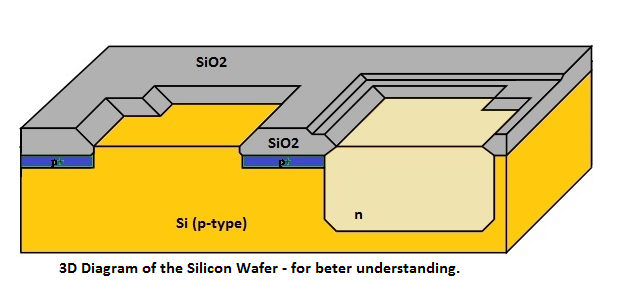 SiO2
SiO2
p+ p+
n
Si (p-type)
3D Diagram of the Silicon Wafer - for beter understanding.